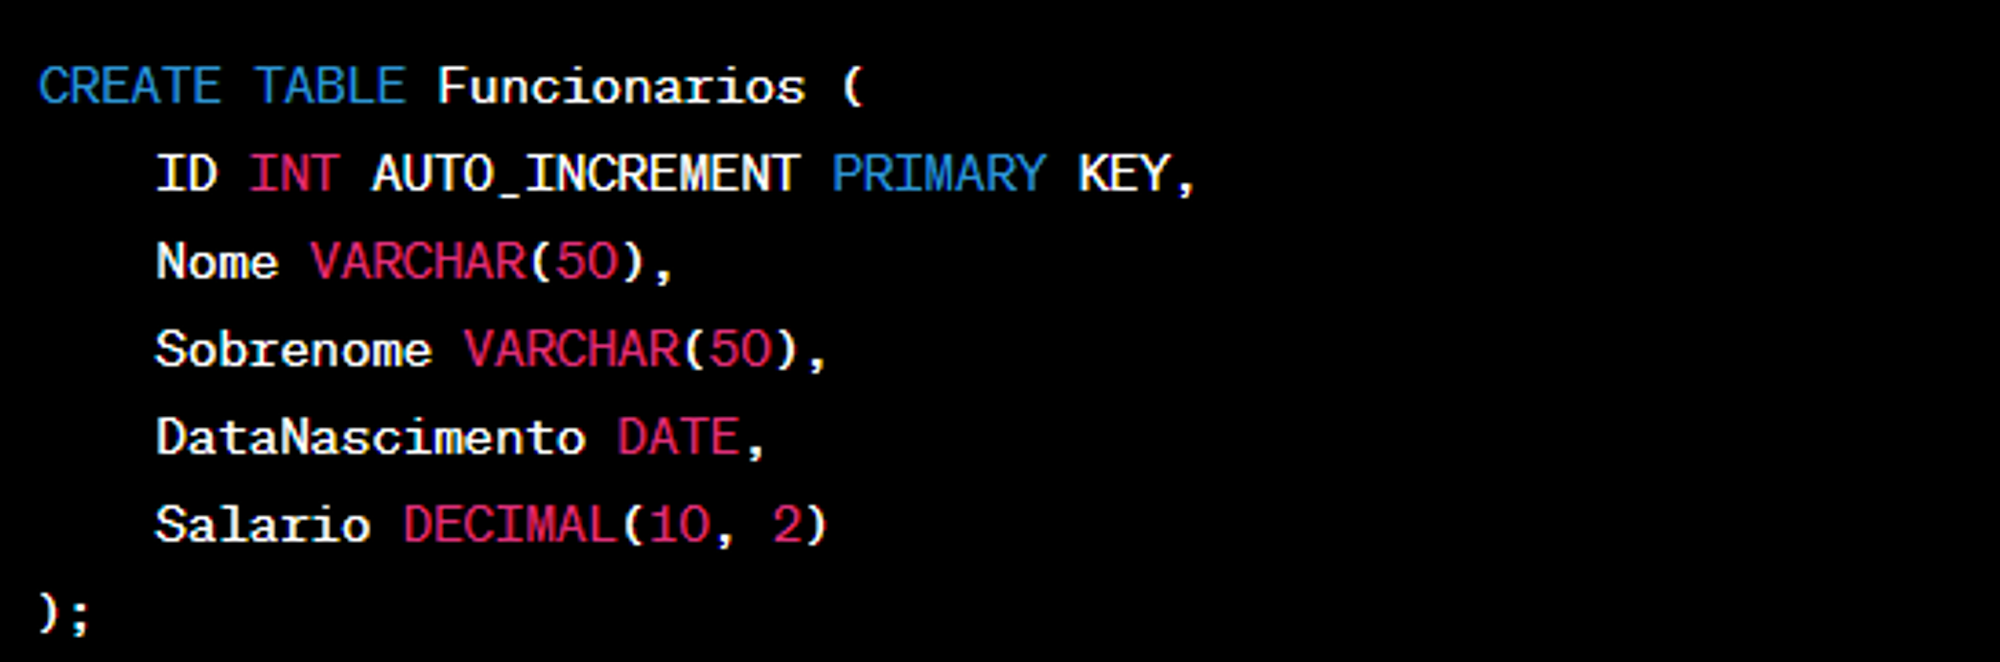 CREATE TABLE Funcionarios (
ID INT AUTO_INCREMENT PRIMARY KEY,
Nome VARCHAR(50),
Sobrenome VARCHAR(50),
DataNascimento DATE,
Salario DECIMAL(10, 2)
);